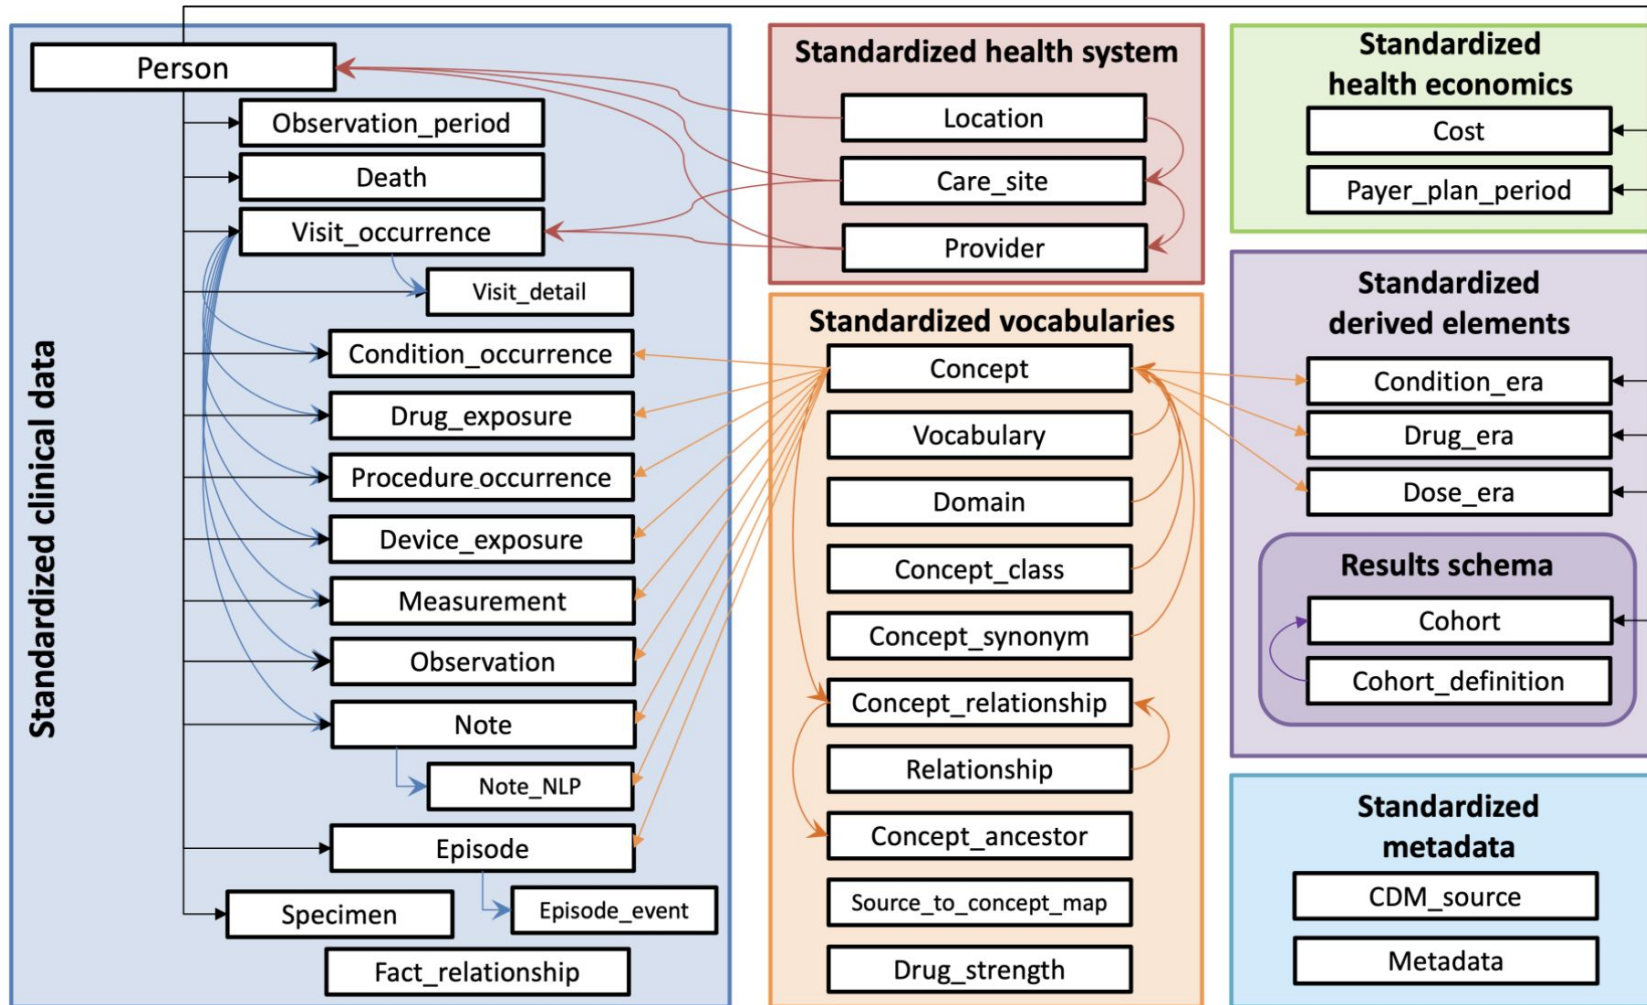 Standardized clinical data
Person
Observation_period
Death
Visit_occurrence
Visit_detail
Condition_occurrence
Drug_exposure
Procedure_occurrence
Device_exposure
Measurement
Observation
Note
Note_NLP
Episode
Episode_event
Specimen
Fact_relationship
Standardized health system
Location
Care_site
Provider
Standardized vocabularies
Concept
Vocabulary
Domain
Concept_class
Concept_synonym
Concept_relationship
Relationship
Concept_ancestor
Source_to_concept_map
Drug_strength
Standardized
health economics
Cost
Payer_plan_period
Standardized
derived elements
Condition_era
Drug_era
Dose_era
Results schema
Cohort
Cohort_definition
Standardized
metadata
CDM_source
Metadata